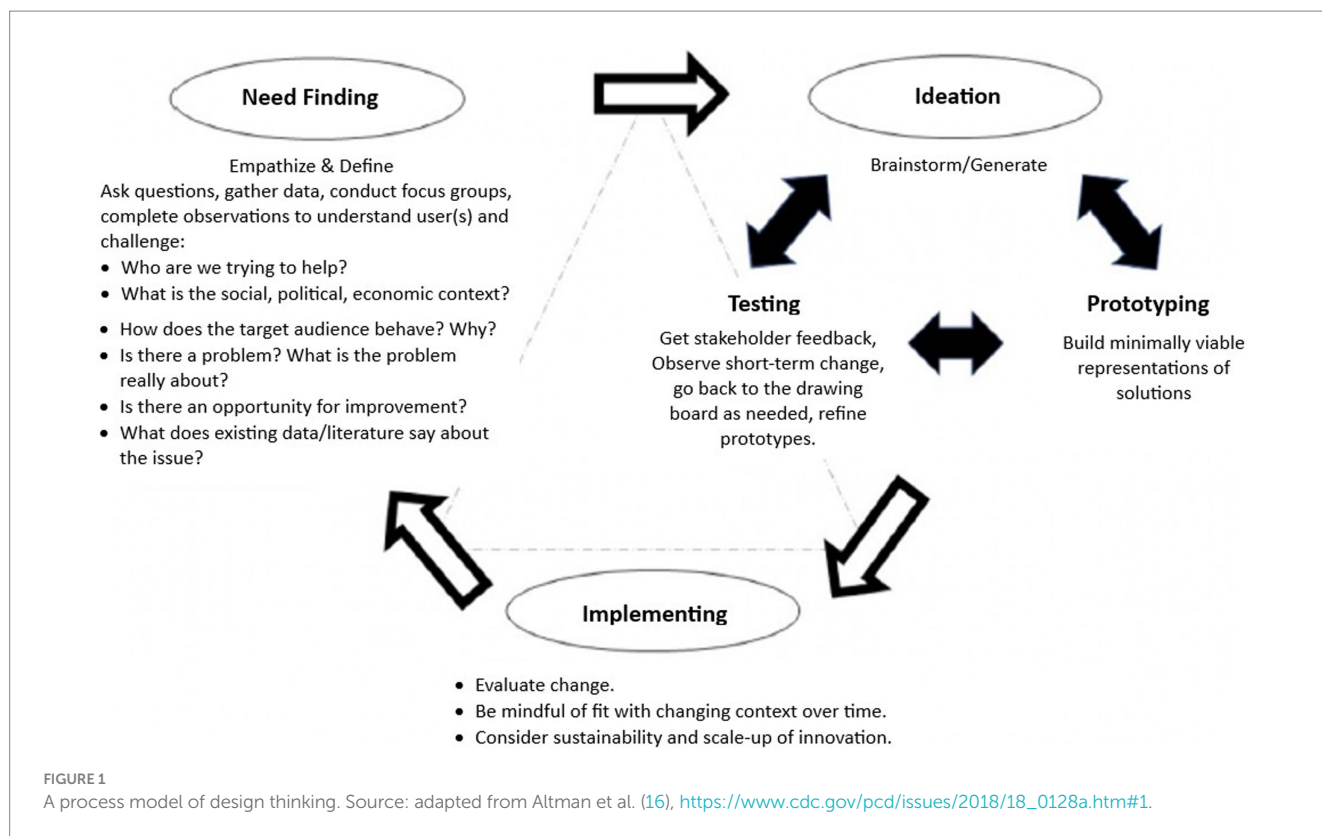 Need Finding
Empathize & Define
Ask questions, gather data, conduct focus groups,
complete observations to understand user(s) and
challenge:
• Who are we trying to help?
• What is the social, political, economic context?
• How does the target audience behave? Why?
• Is there a problem? What is the problem
really about?
• Is there an opportunity for improvement?
• What does existing data/literature say about
the issue?
Ideation
Brainstorm/Generate
Testing
Get stakeholder feedback,
Observe short-term change,
go back to the drawing
board as needed, refine
prototypes.
Prototyping
Build minimally viable
representations of
solutions
Implementing
• Evaluate change.
• Be mindful of fit with changing context over time.
• Consider sustainability and scale-up of innovation.
FIGURE 1
A process model of design thinking. Source: adapted from Altman et al. (16), https://www.cdc.gov/pcd/issues/2018/18_0128a.htm#1.